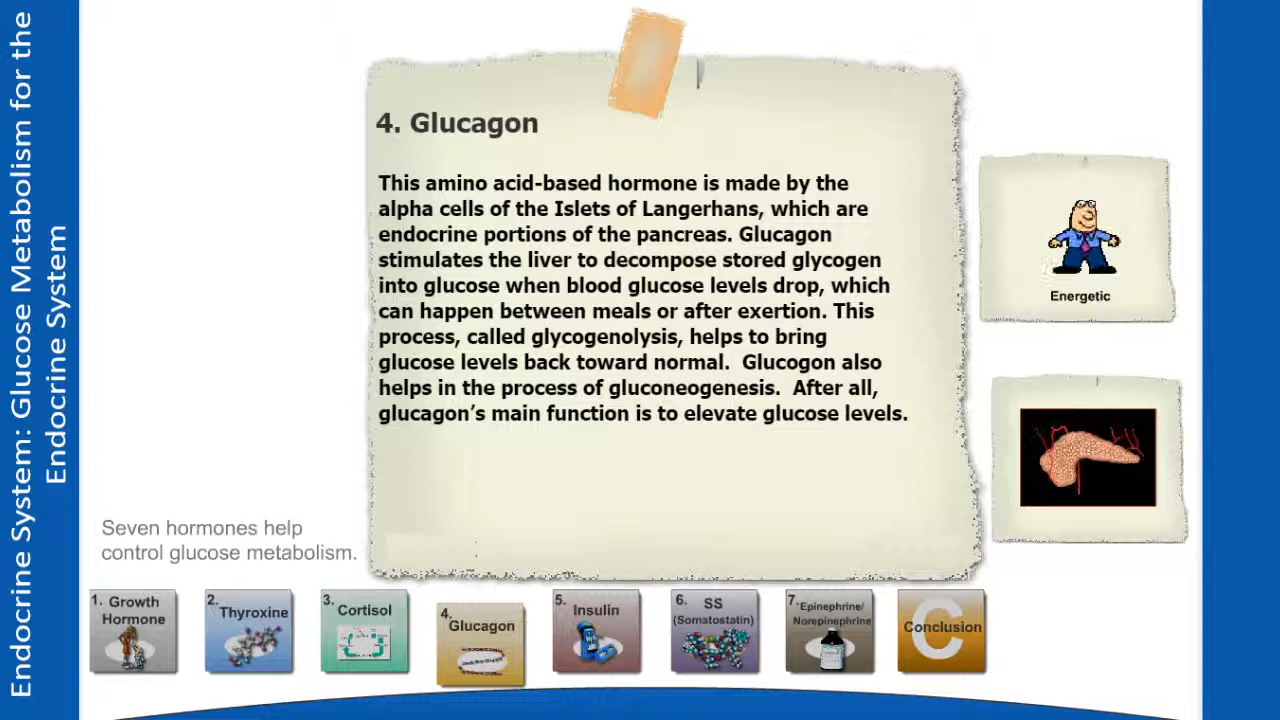 Endocrine System: Glucose Metabolism for the
Endocrine System
4. Glucagon
This amino acid-based hormone is made by the
alpha cells of the Islets of Langerhans, which are
endocrine portions of the pancreas. Glucagon
stimulates the liver to decompose stored glycogen
into glucose when blood glucose levels drop, which
can happen between meals or after exertion. This
process, called glycogenolysis, helps to bring
glucose levels back toward normal.  Glucogon also
helps in the process of gluconeogenesis.  After all,
glucagon's main function is to elevate glucose levels.
Energetic
Seven hormones help
control glucose metabolism.
1. Growth
Hormone
2. Thyroxine
3. Cortisol
4. Glucagon
5. Insulin
6. SS
(Somatostatin)
7. Epinephrine/
Norepinephrine
C
Conclusion